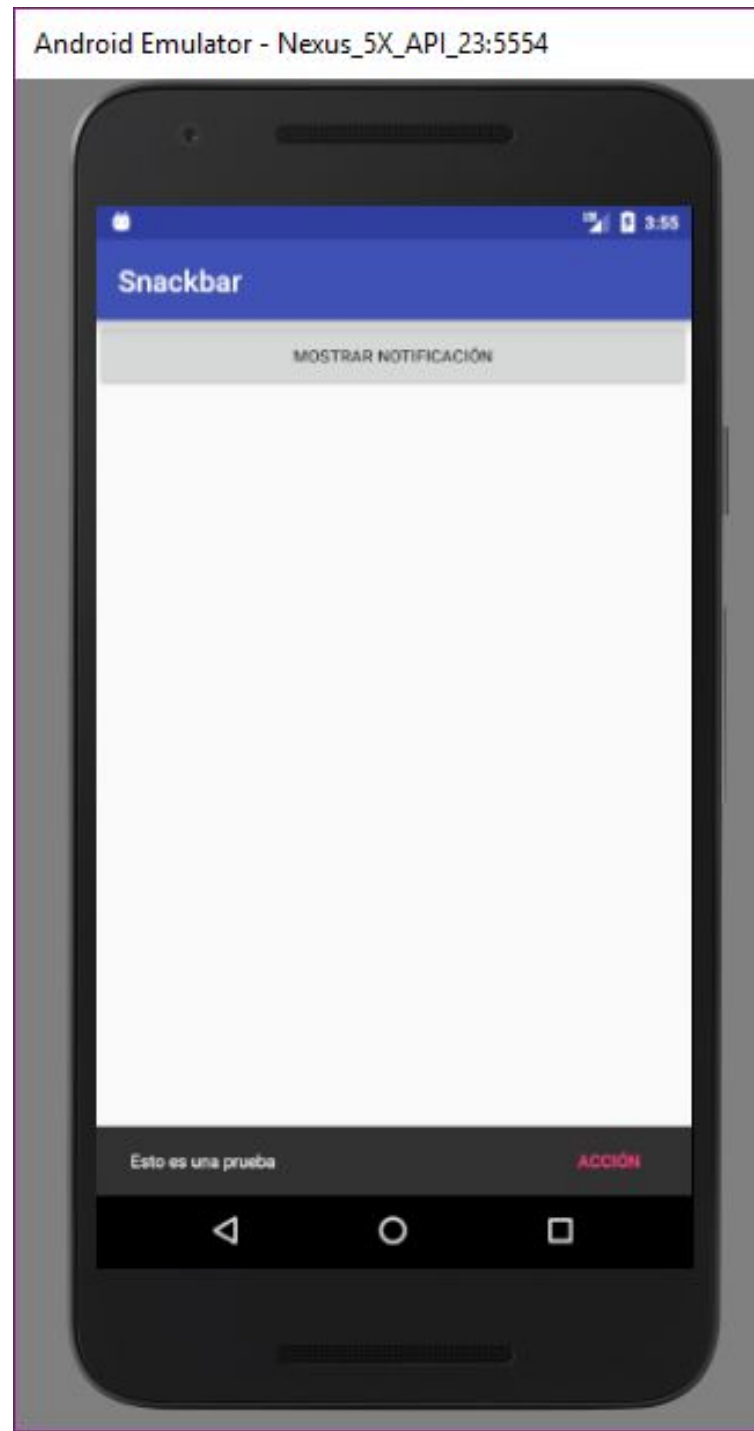 Android Emulator - Nexus_5X_API_23:5554
3:55
Snackbar
MOSTRAR NOTIFICACIÓN
Esto es una prueba
ACCIÓN